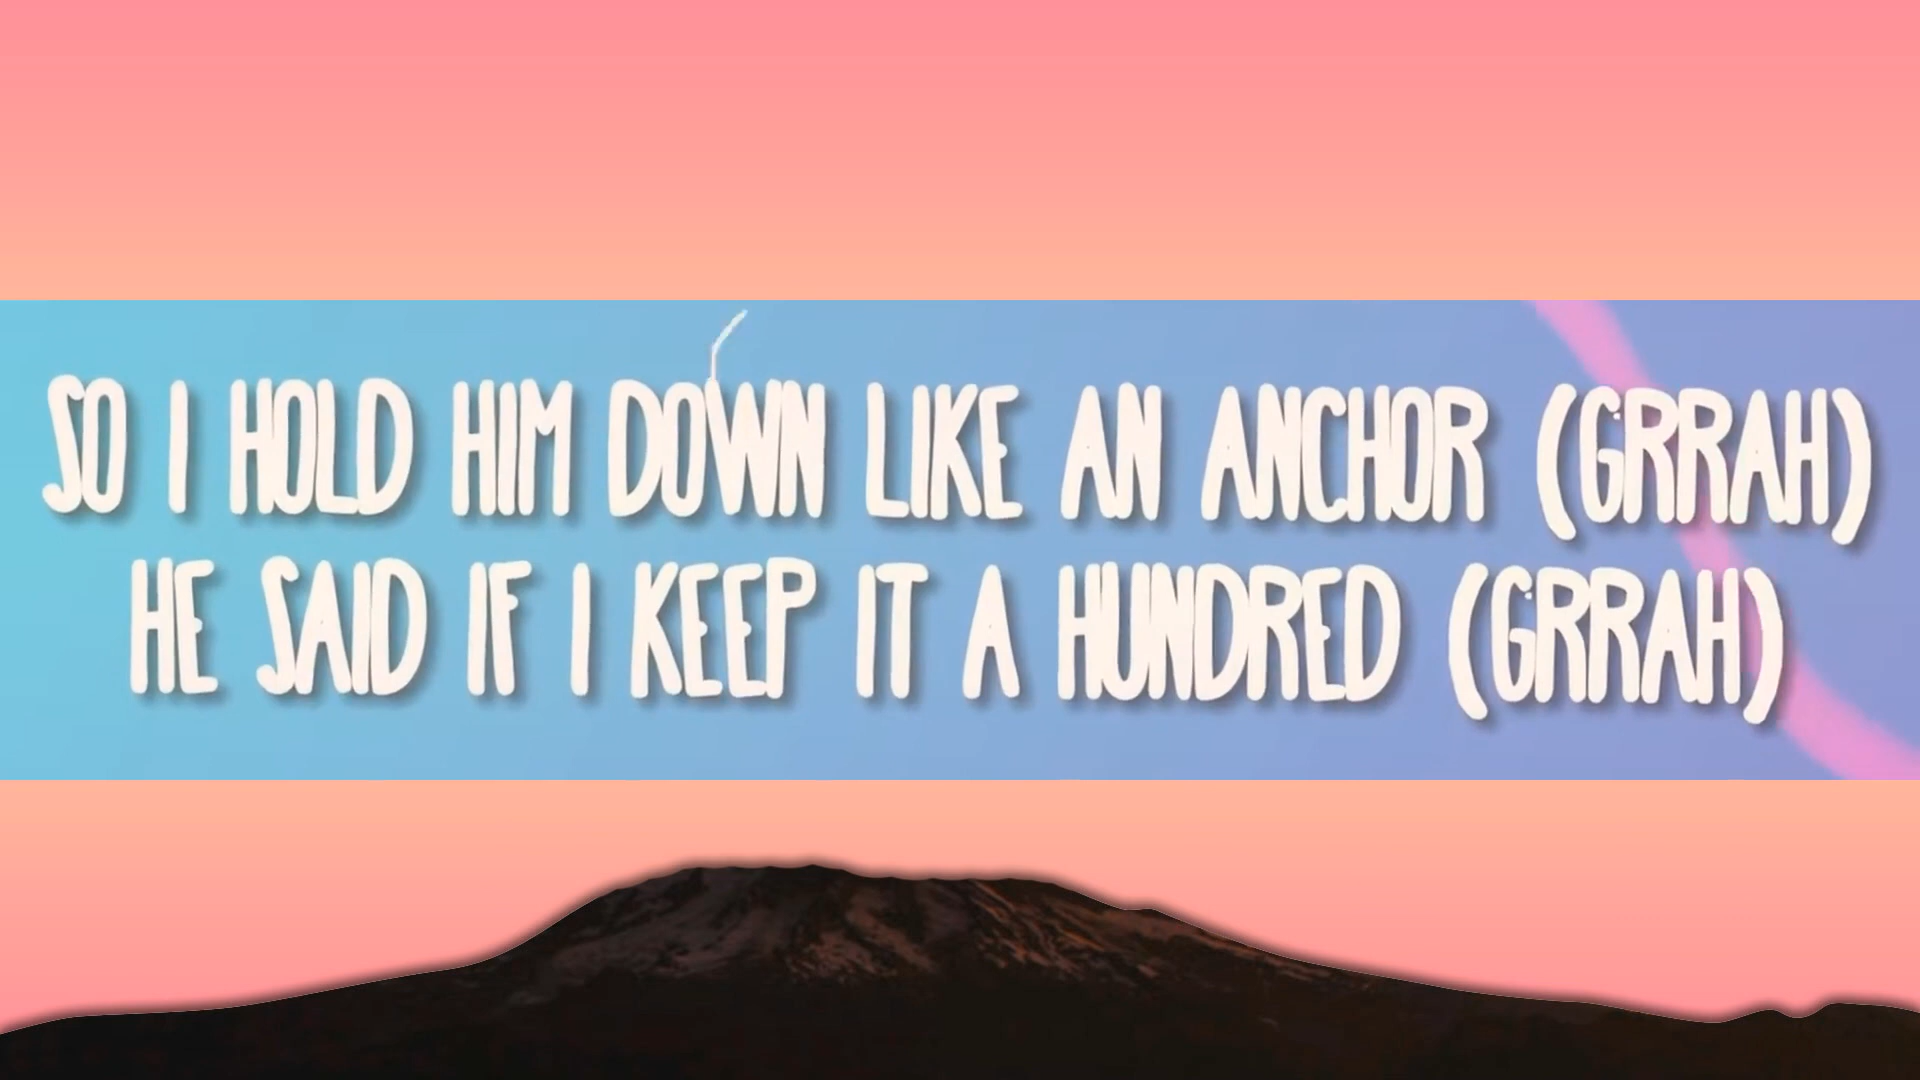 SO I HOLD HIM DOWN LIKE AN ANCHOR (GRRAH)
HE SAID IF I KEEP IT A HUNDRED (GRRAH)